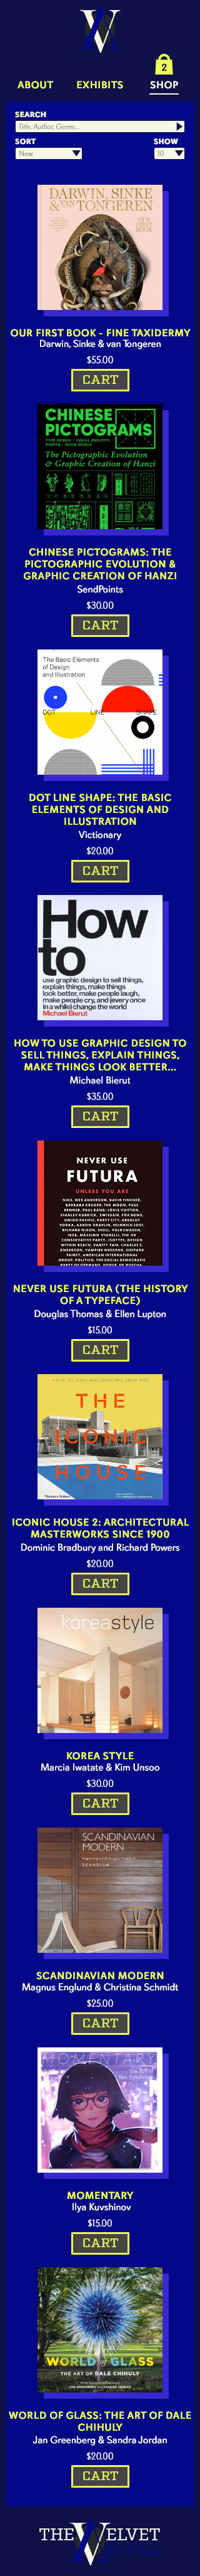 VA
2
ABOUT EXHIBITS SHOP
SEARCH
Title, Author, Genre...
SORT SHOW
New 10
DARWIN, SINKE
& VAN TONGEREN
OUR
FIRST
BOOK
OUR FIRST BOOK - FINE TAXIDERMY
Darwin, Sinke & van Tongeren
$55.00
CART
CHINESE
PICTOGRAMS
The Pictographic Evolution
& Graphic Creation of Hanzi
CHINESE PICTOGRAMS: THE
PICTOGRAPHIC EVOLUTION &
GRAPHIC CREATION OF HANZI
SendPoints
$30.00
CART
The Basic Elements
of Design
and Illustration
DOT LINE SHAPE
DOT LINE SHAPE: THE BASIC
ELEMENTS OF DESIGN AND
ILLUSTRATION
Victionary
$20.00
CART
How
to
use graphic design to sell things,
explain things, make things
look better, make people laugh,
make people cry, and (every once
in a while) change the world
Michael Bierut
HOW TO USE GRAPHIC DESIGN TO
SELL THINGS, EXPLAIN THINGS,
MAKE THINGS LOOK BETTER...
Michael Bierut
$35.00
CART
NEVER USE
FUTURA
UNLESS YOU ARE
NEVER USE FUTURA (THE HISTORY
OF A TYPEFACE)
Douglas Thomas & Ellen Lupton
$15.00
CART
THE
ICONIC
HOUSE
ICONIC HOUSE 2: ARCHITECTURAL
MASTERWORKS SINCE 1900
Dominic Bradbury and Richard Powers
$20.00
CART
koreastyle
KOREA STYLE
Marcia Iwatate & Kim Unsoo
$30.00
CART
SCANDINAVIAN
MODERN
SCANDINAVIAN MODERN
Magnus Englund & Christina Schmidt
$25.00
CART
MOMENTARY
The Art of
MOMENTARY
Ilya Kuvshinov
$15.00
CART
WORLD OF GLASS
THE ART OF DALE CHIHULY
WORLD OF GLASS: THE ART OF DALE
CHIHULY
Jan Greenberg & Sandra Jordan
$20.00
CART
THE VELVET